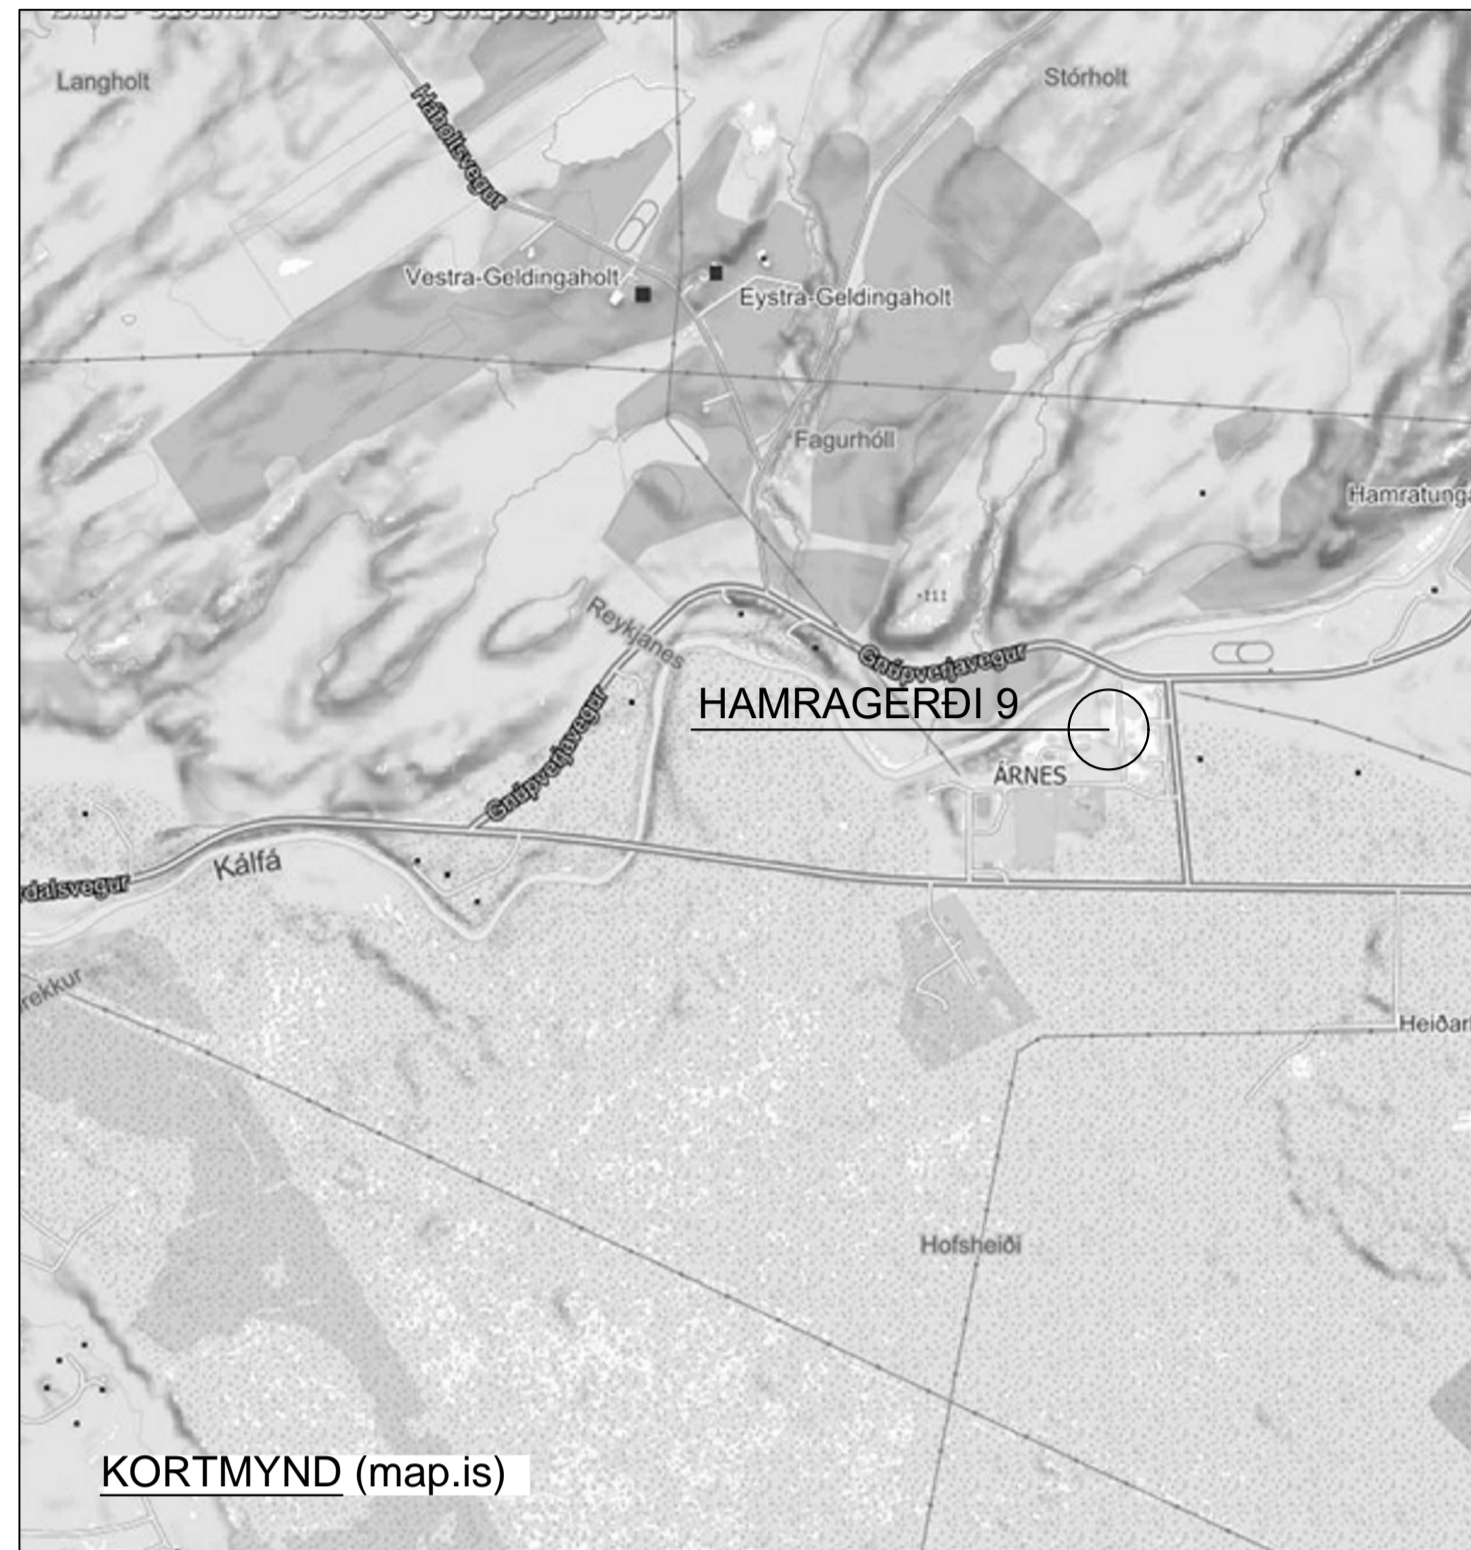 Langholt
Stórholt
Háholtsvegur
Vestra-Geldingaholt
Eystra-Geldingaholt
Fagurhóll
Hamratunga
111
Reykjanes
Gnúpverjavegur
HAMRAGERÐI 9
Gnúpverjavegur
ÁRNES
Kálfá
dalsvegur
rekkur
Heiðar
Hofsheiði
KORTMYND (map.is)